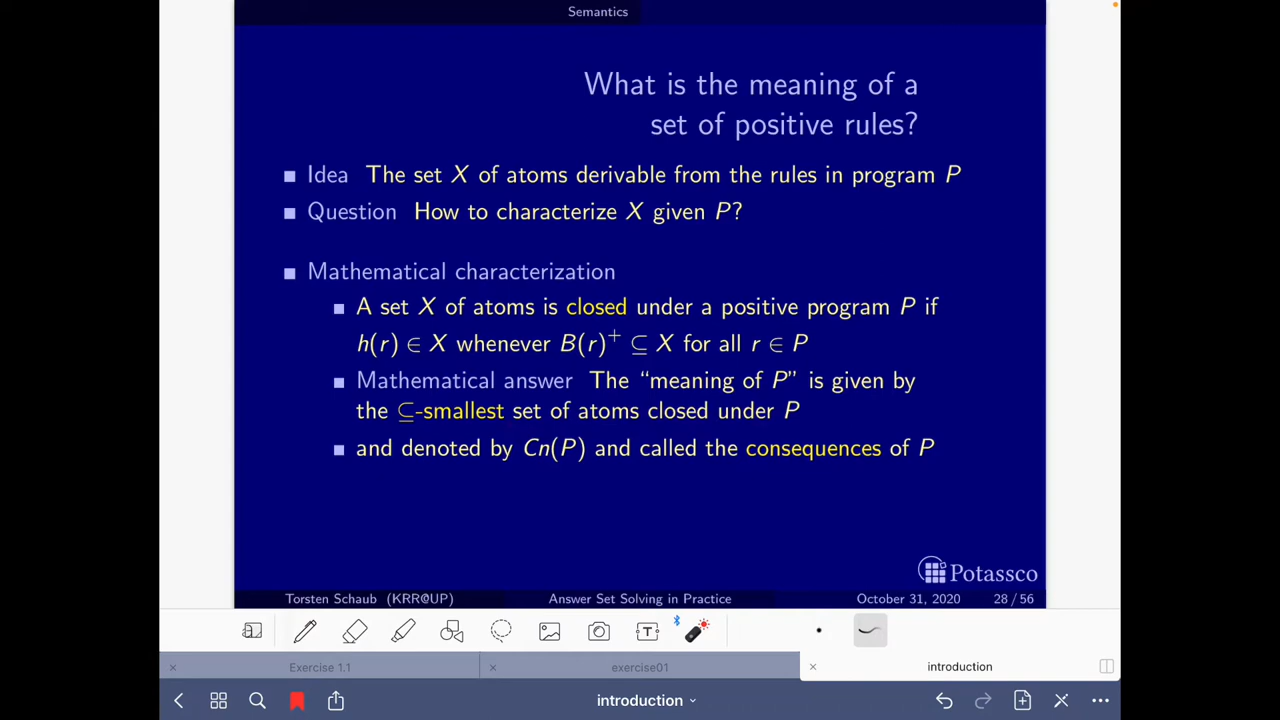 Semantics
What is the meaning of a
set of positive rules?
■ Idea The set X of atoms derivable from the rules in program P
■ Question How to characterize X given P?
■ Mathematical characterization
■ A set X of atoms is closed under a positive program P if
h(r) ∈ X whenever B(r)⁺ ⊆ X for all r ∈ P
■ Mathematical answer The “meaning of P” is given by
the ⊆-smallest set of atoms closed under P
■ and denoted by Cn(P) and called the consequences of P
Potassco
Torsten Schaub (KRR@UP) Answer Set Solving in Practice October 31, 2020 28 / 56
T
× Exercise 1.1 × exercise01 × introduction
introduction